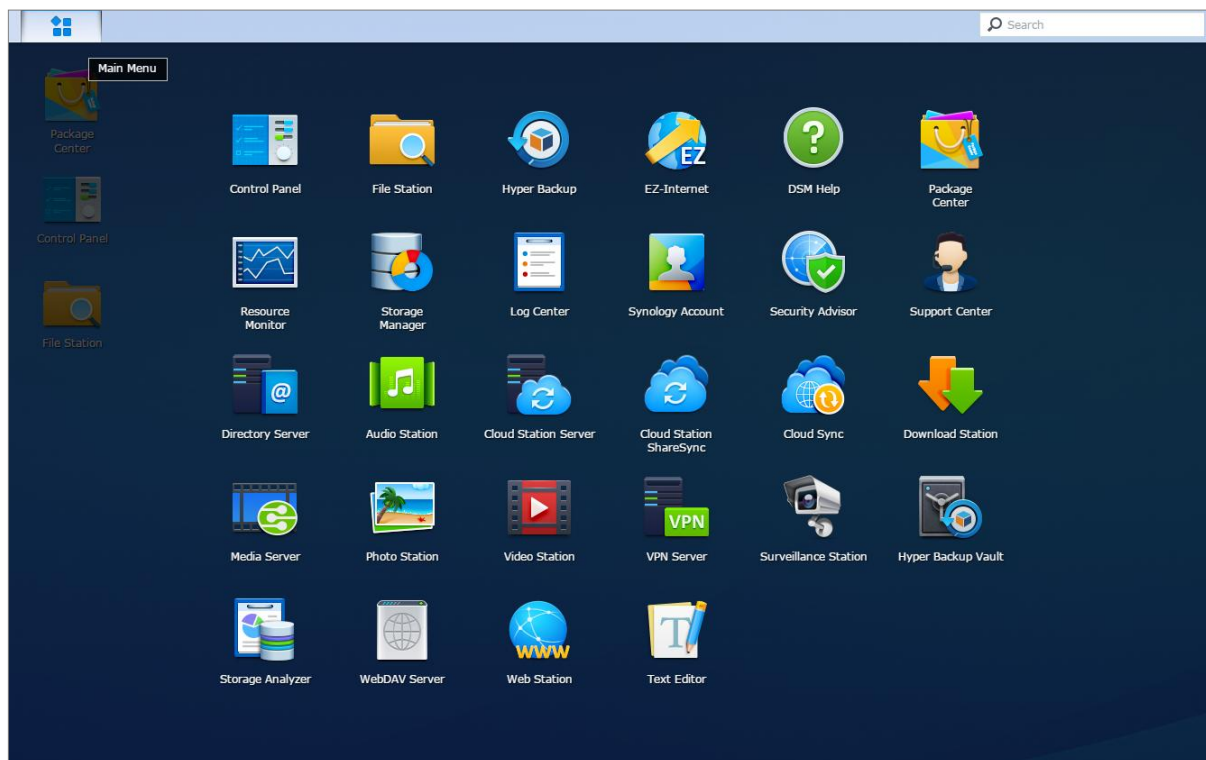 Search
Main Menu
Package
Center
Control Panel
File Station
EZ
Control Panel
File Station
Hyper Backup
EZ-Internet
DSM Help
Package
Center
Resource
Monitor
Storage
Manager
Log Center
Synology Account
Security Advisor
Support Center
@
Directory Server
Audio Station
Cloud Station Server
Cloud Station
ShareSync
Cloud Sync
Download Station
VPN
Media Server
Photo Station
Video Station
VPN Server
Surveillance Station
Hyper Backup Vault
WWW
T
Storage Analyzer
WebDAV Server
Web Station
Text Editor